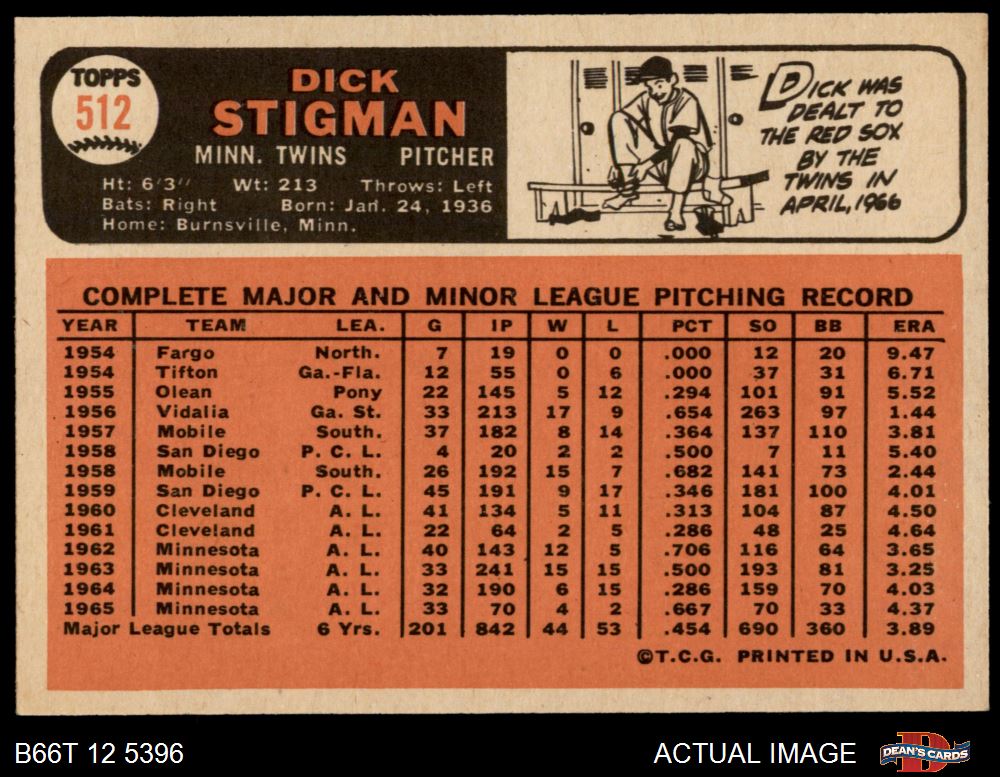 TOPPS
512
DICK
STIGMAN
MINN. TWINS PITCHER
Ht: 6'3" Wt: 213 Throws: Left
Bats: Right Born: Jan. 24, 1936
Home: Burnsville, Minn.
DICK WAS
DEALT TO
THE RED SOX
BY THE
TWINS IN
APRIL, 1966
COMPLETE MAJOR AND MINOR LEAGUE PITCHING RECORD
YEAR TEAM LEA. G IP W L PCT SO BB ERA
1954 Fargo North. 7 19 0 0 .000 12 20 9.47
1954 Tifton Ga.-Fla. 12 55 0 6 .000 37 31 6.71
1955 Olean Pony 22 145 5 12 .294 101 91 5.52
1956 Vidalia Ga. St. 33 213 17 9 .654 263 97 1.44
1957 Mobile South. 37 182 8 14 .364 137 110 3.81
1958 San Diego P. C. L. 4 20 2 2 .500 7 11 5.40
1958 Mobile South. 26 192 15 7 .682 141 73 2.44
1959 San Diego P. C. L. 45 191 9 17 .346 181 100 4.01
1960 Cleveland A. L. 41 134 5 11 .313 104 87 4.50
1961 Cleveland A. L. 22 64 2 5 .286 48 25 4.64
1962 Minnesota A. L. 40 143 12 5 .706 116 64 3.65
1963 Minnesota A. L. 33 241 15 15 .500 193 81 3.25
1964 Minnesota A. L. 32 190 6 15 .286 159 70 4.03
1965 Minnesota A. L. 33 70 4 2 .667 70 33 4.37
Major League Totals 6 Yrs. 201 842 44 53 .454 690 360 3.89
©T.C.G. PRINTED IN U.S.A.
B66T 12 5396 ACTUAL IMAGE DEAN'S CARDS